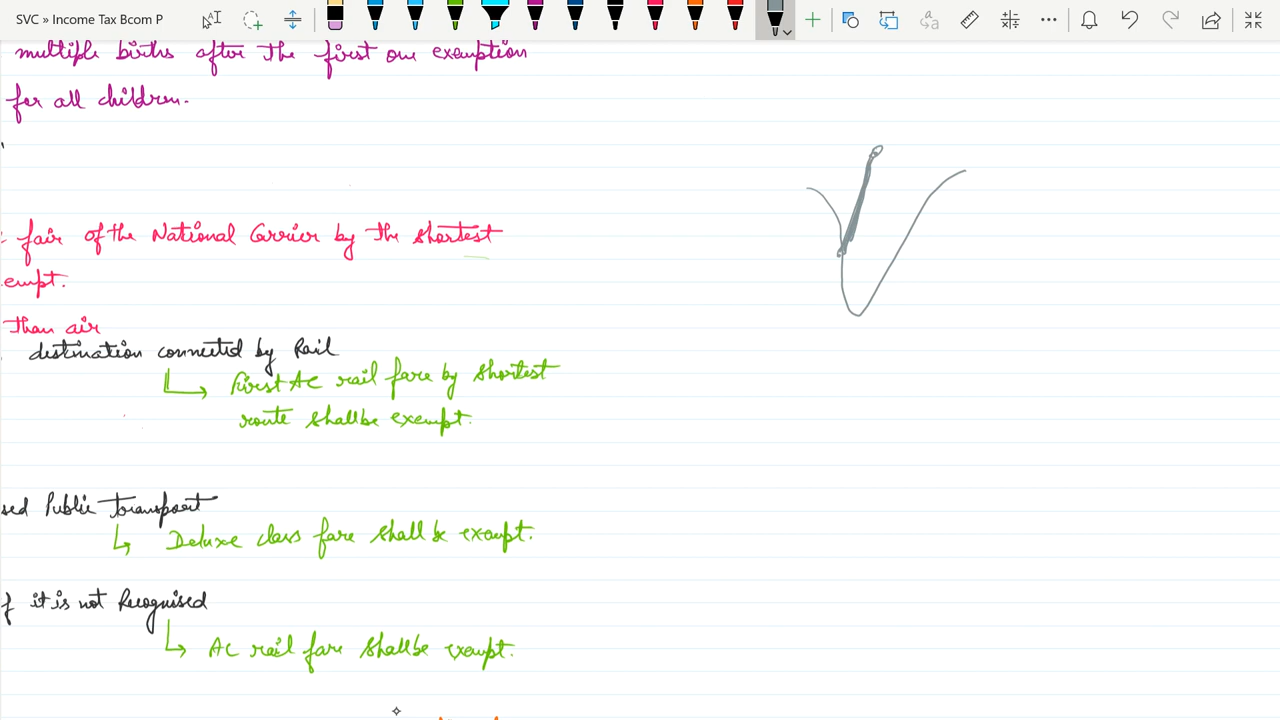 SVC » Income Tax Bcom P
multiple births after the first one exemption
for all children.
fair of the National Carrier by the shortest
empt.
Than air
destination connected by Rail
First AC rail fare by shortest
route shall be exempt.
sed Public Transport
Deluxe class fare shall be exempt.
f it is not Recognised
AC rail fare shall be exempt.